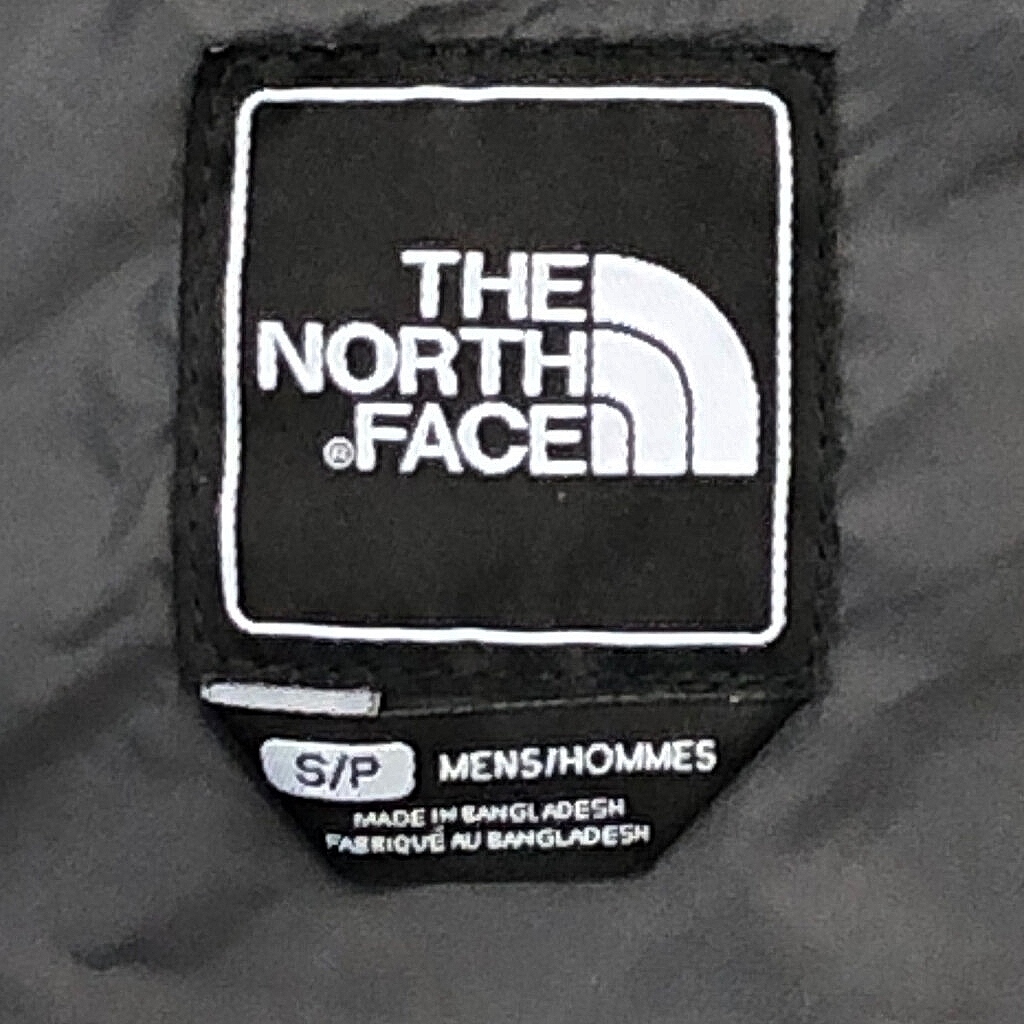 THE
NORTH
®FACE
S/P MENS/HOMMES
MADE IN BANGLADESH
FABRIQUÉ AU BANGLADESH